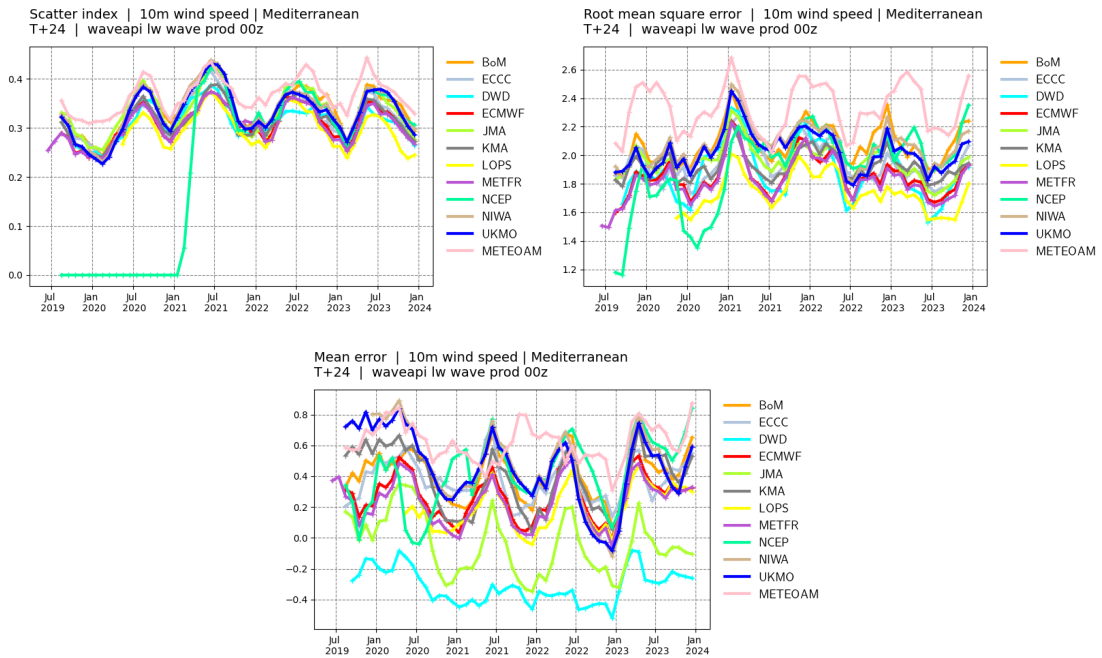 Scatter index | 10m wind speed | Mediterranean
T+24 | waveapi lw wave prod 00z
0.4
0.3
0.2
0.1
0.0
Jul 2019
Jan 2020
Jul 2020
Jan 2021
Jul 2021
Jan 2022
Jul 2022
Jan 2023
Jul 2023
Jan 2024
BoM
ECCC
DWD
ECMWF
JMA
KMA
LOPS
METFR
NCEP
NIWA
UKMO
METEOAM
Root mean square error | 10m wind speed | Mediterranean
T+24 | waveapi lw wave prod 00z
2.6
2.4
2.2
2.0
1.8
1.6
1.4
1.2
Jul 2019
Jan 2020
Jul 2020
Jan 2021
Jul 2021
Jan 2022
Jul 2022
Jan 2023
Jul 2023
Jan 2024
BoM
ECCC
DWD
ECMWF
JMA
KMA
LOPS
METFR
NCEP
NIWA
UKMO
METEOAM
Mean error | 10m wind speed | Mediterranean
T+24 | waveapi lw wave prod 00z
0.8
0.6
0.4
0.2
0.0
−0.2
−0.4
Jul 2019
Jan 2020
Jul 2020
Jan 2021
Jul 2021
Jan 2022
Jul 2022
Jan 2023
Jul 2023
Jan 2024
BoM
ECCC
DWD
ECMWF
JMA
KMA
LOPS
METFR
NCEP
NIWA
UKMO
METEOAM